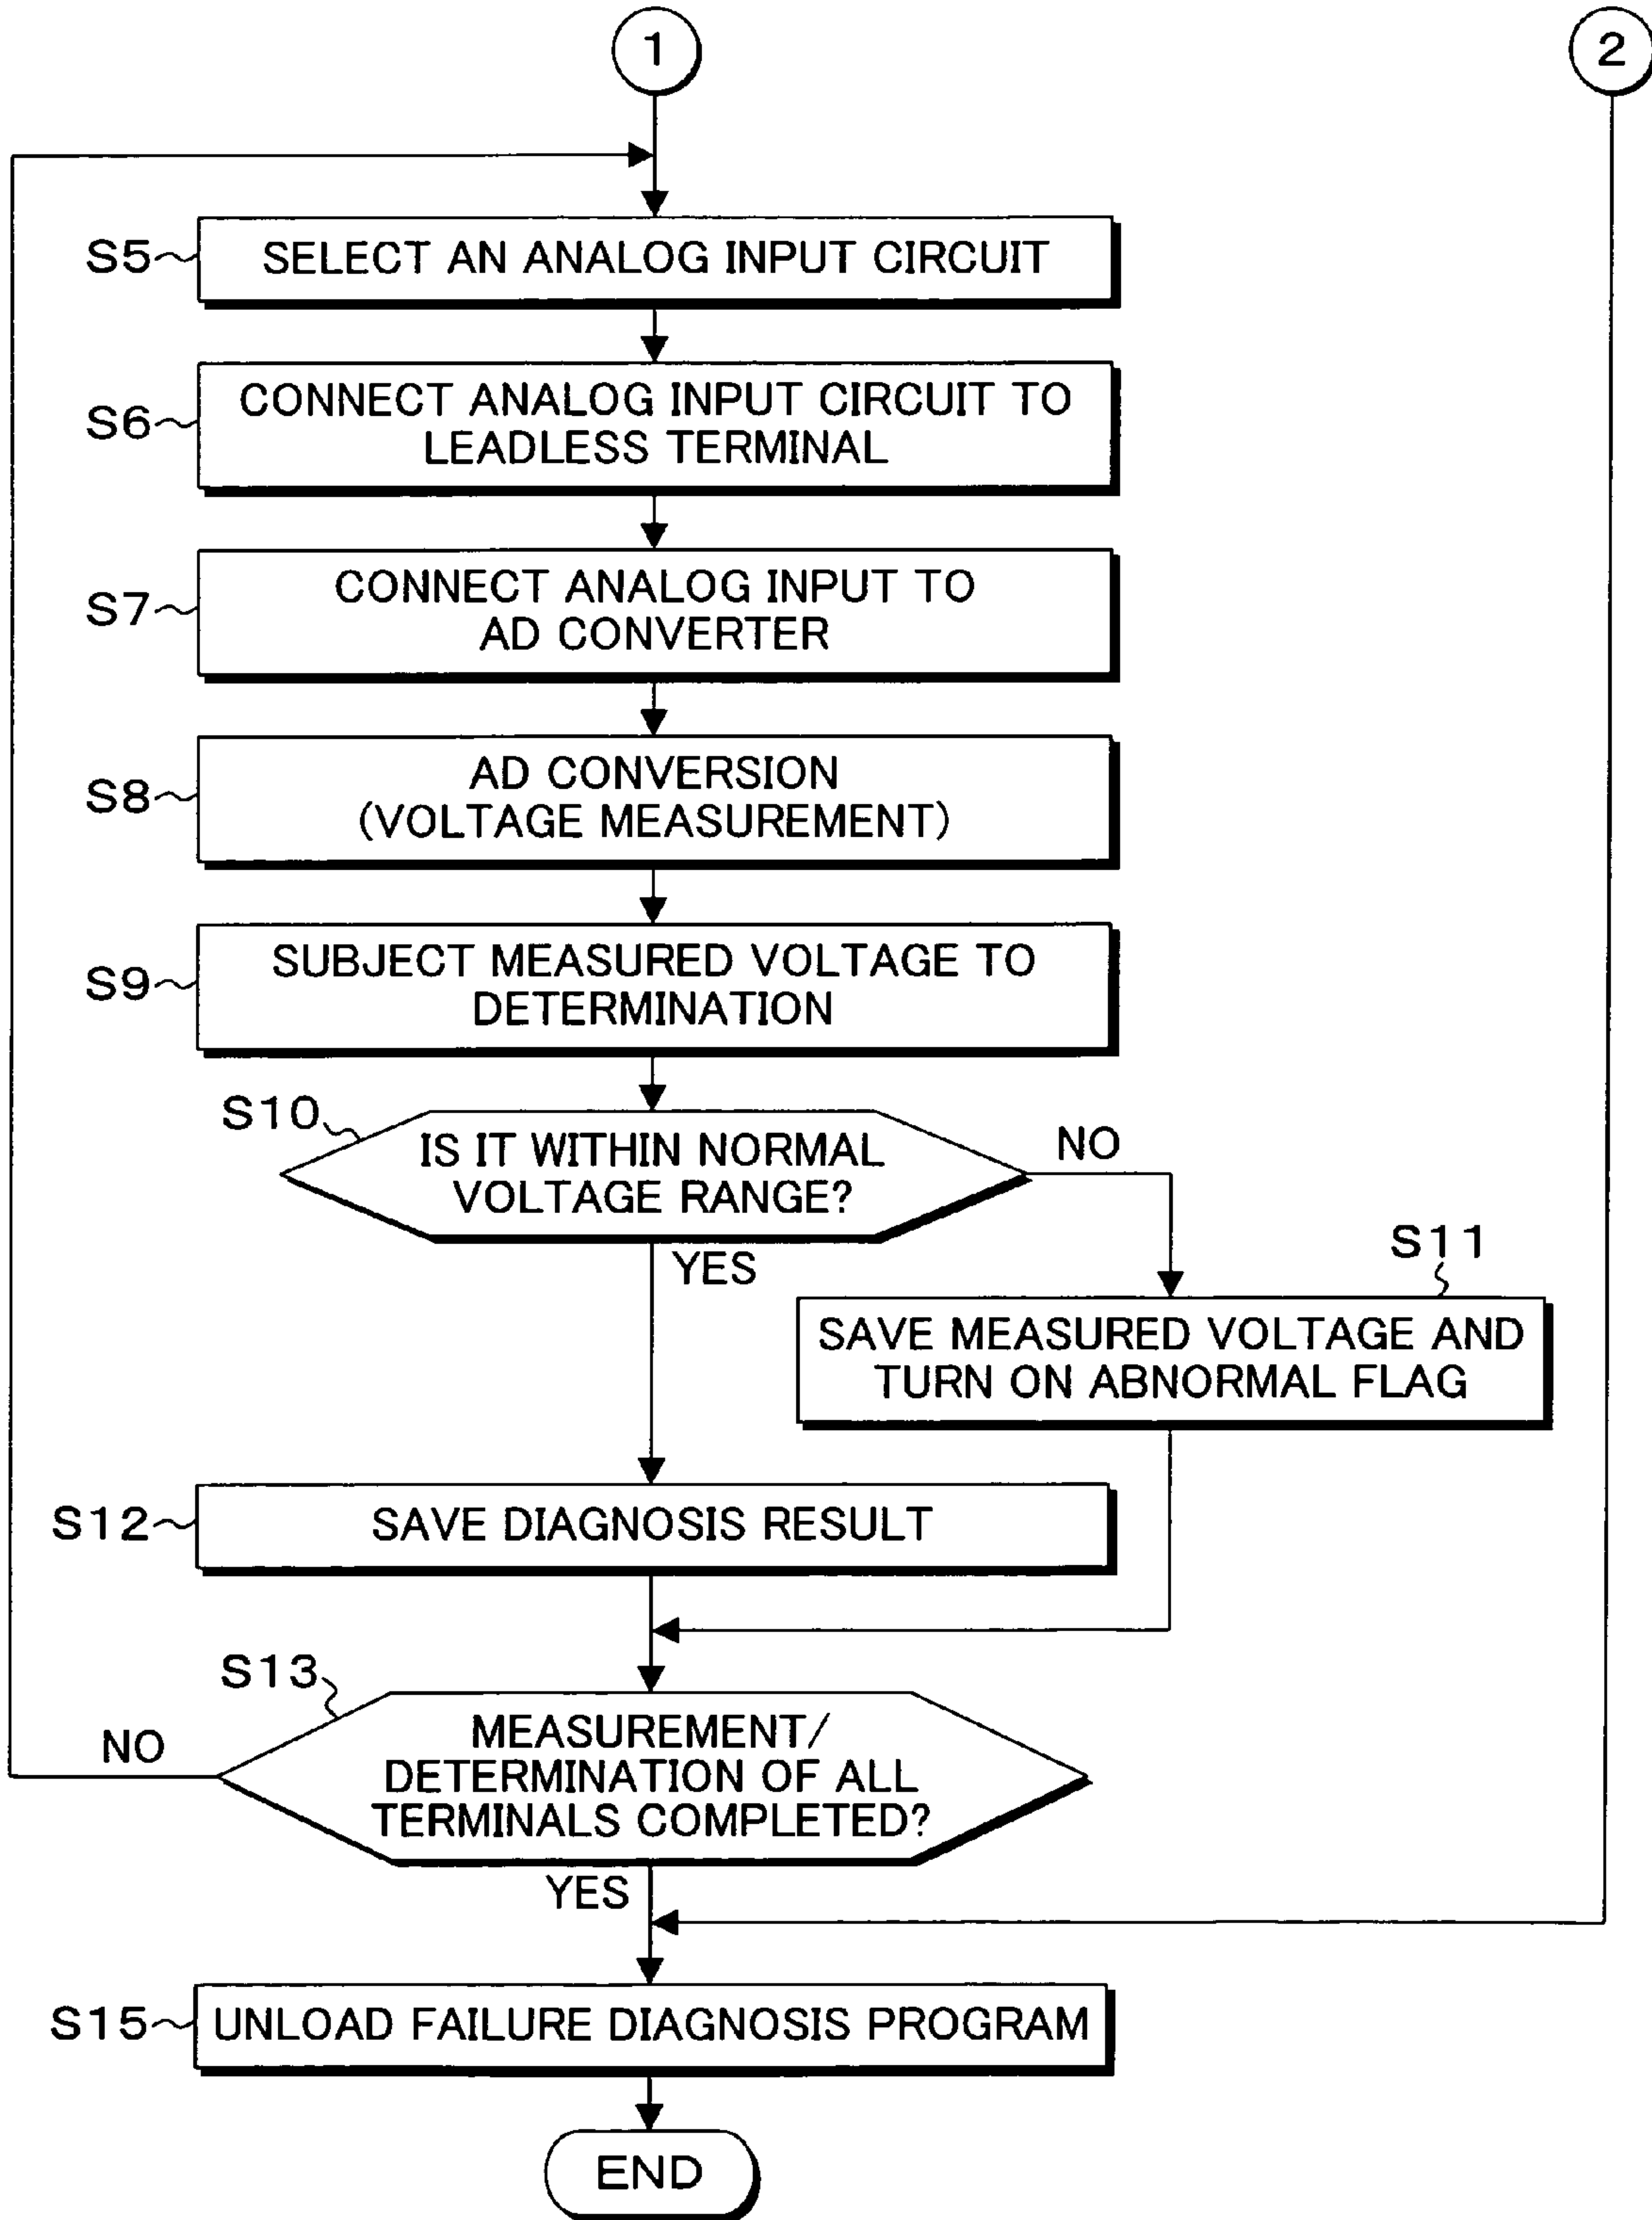 1
2
S5
SELECT AN ANALOG INPUT CIRCUIT
S6
CONNECT ANALOG INPUT CIRCUIT TO
LEADLESS TERMINAL
S7
CONNECT ANALOG INPUT TO
AD CONVERTER
S8
AD CONVERSION
(VOLTAGE MEASUREMENT)
S9
SUBJECT MEASURED VOLTAGE TO
DETERMINATION
S10
IS IT WITHIN NORMAL
VOLTAGE RANGE?
NO
YES
S11
SAVE MEASURED VOLTAGE AND
TURN ON ABNORMAL FLAG
S12
SAVE DIAGNOSIS RESULT
S13
MEASUREMENT/
DETERMINATION OF ALL
TERMINALS COMPLETED?
NO
YES
S15
UNLOAD FAILURE DIAGNOSIS PROGRAM
END